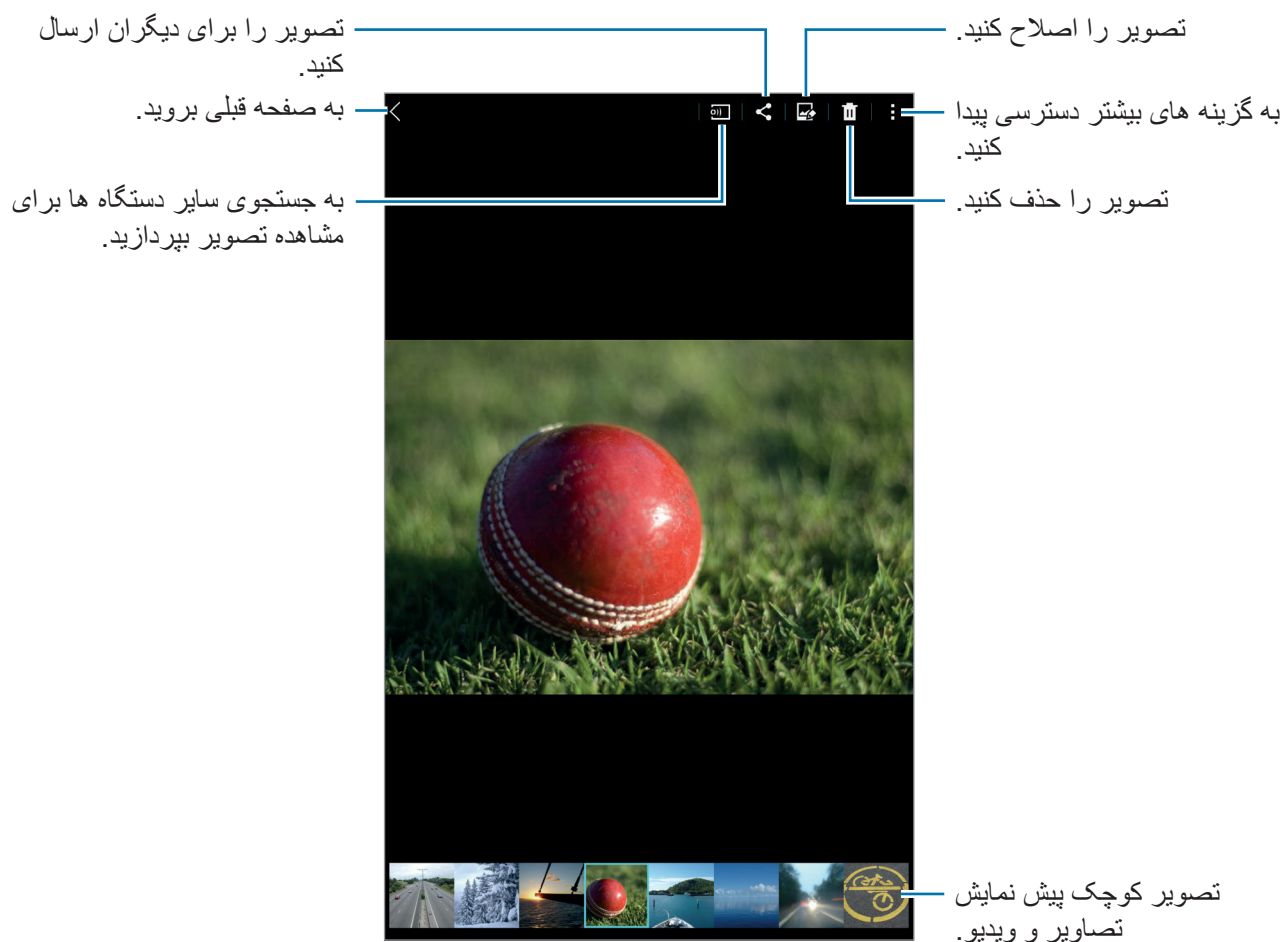 تصویر را اصلاح کنید.
به گزینه های بیشتر دسترسی پیدا
کنید.
تصویر را حذف کنید.
تصویر را برای دیگران ارسال
کنید.
به صفحه قبلی بروید.
به جستجوی سایر دستگاه ها برای
مشاهده تصویر بپردازید.
تصویر کوچک پیش نمایش
تصاویر و ویدیو.